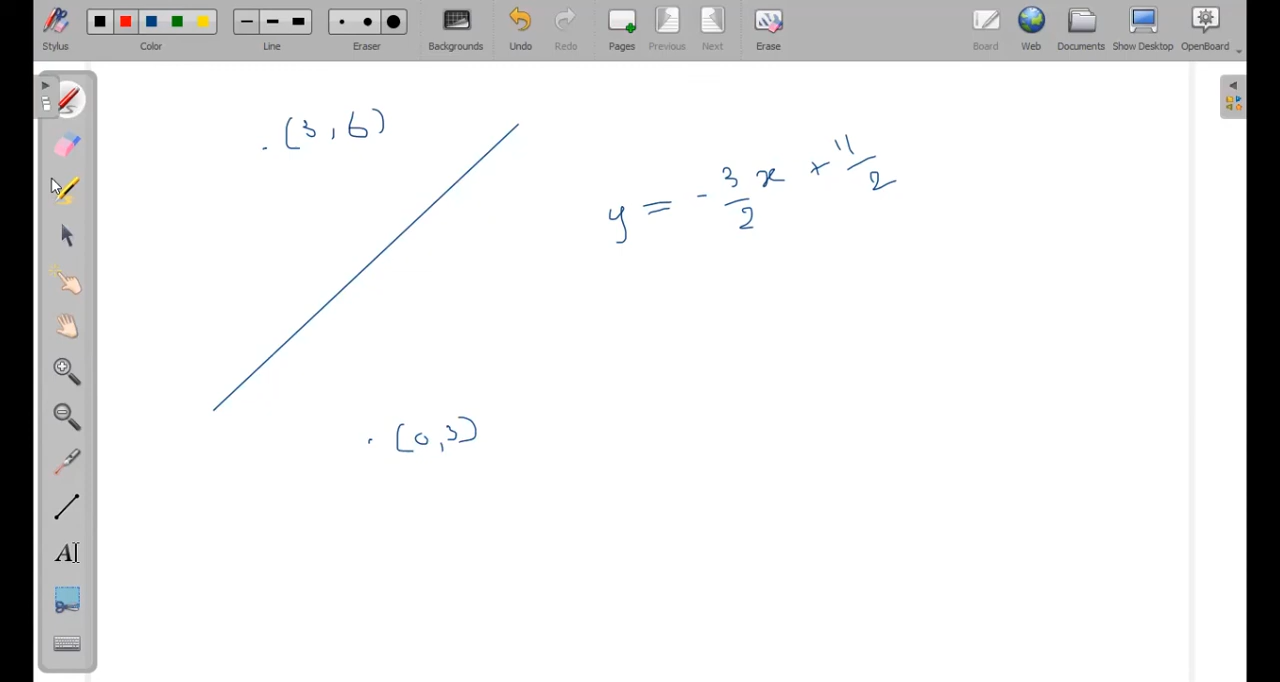 Stylus Color Line Eraser Backgrounds Undo Redo Pages Previous Next Erase Board Web Documents Show Desktop OpenBoard
.(3,6)
y = -3/2 x + 11/2
.(0,3)
A